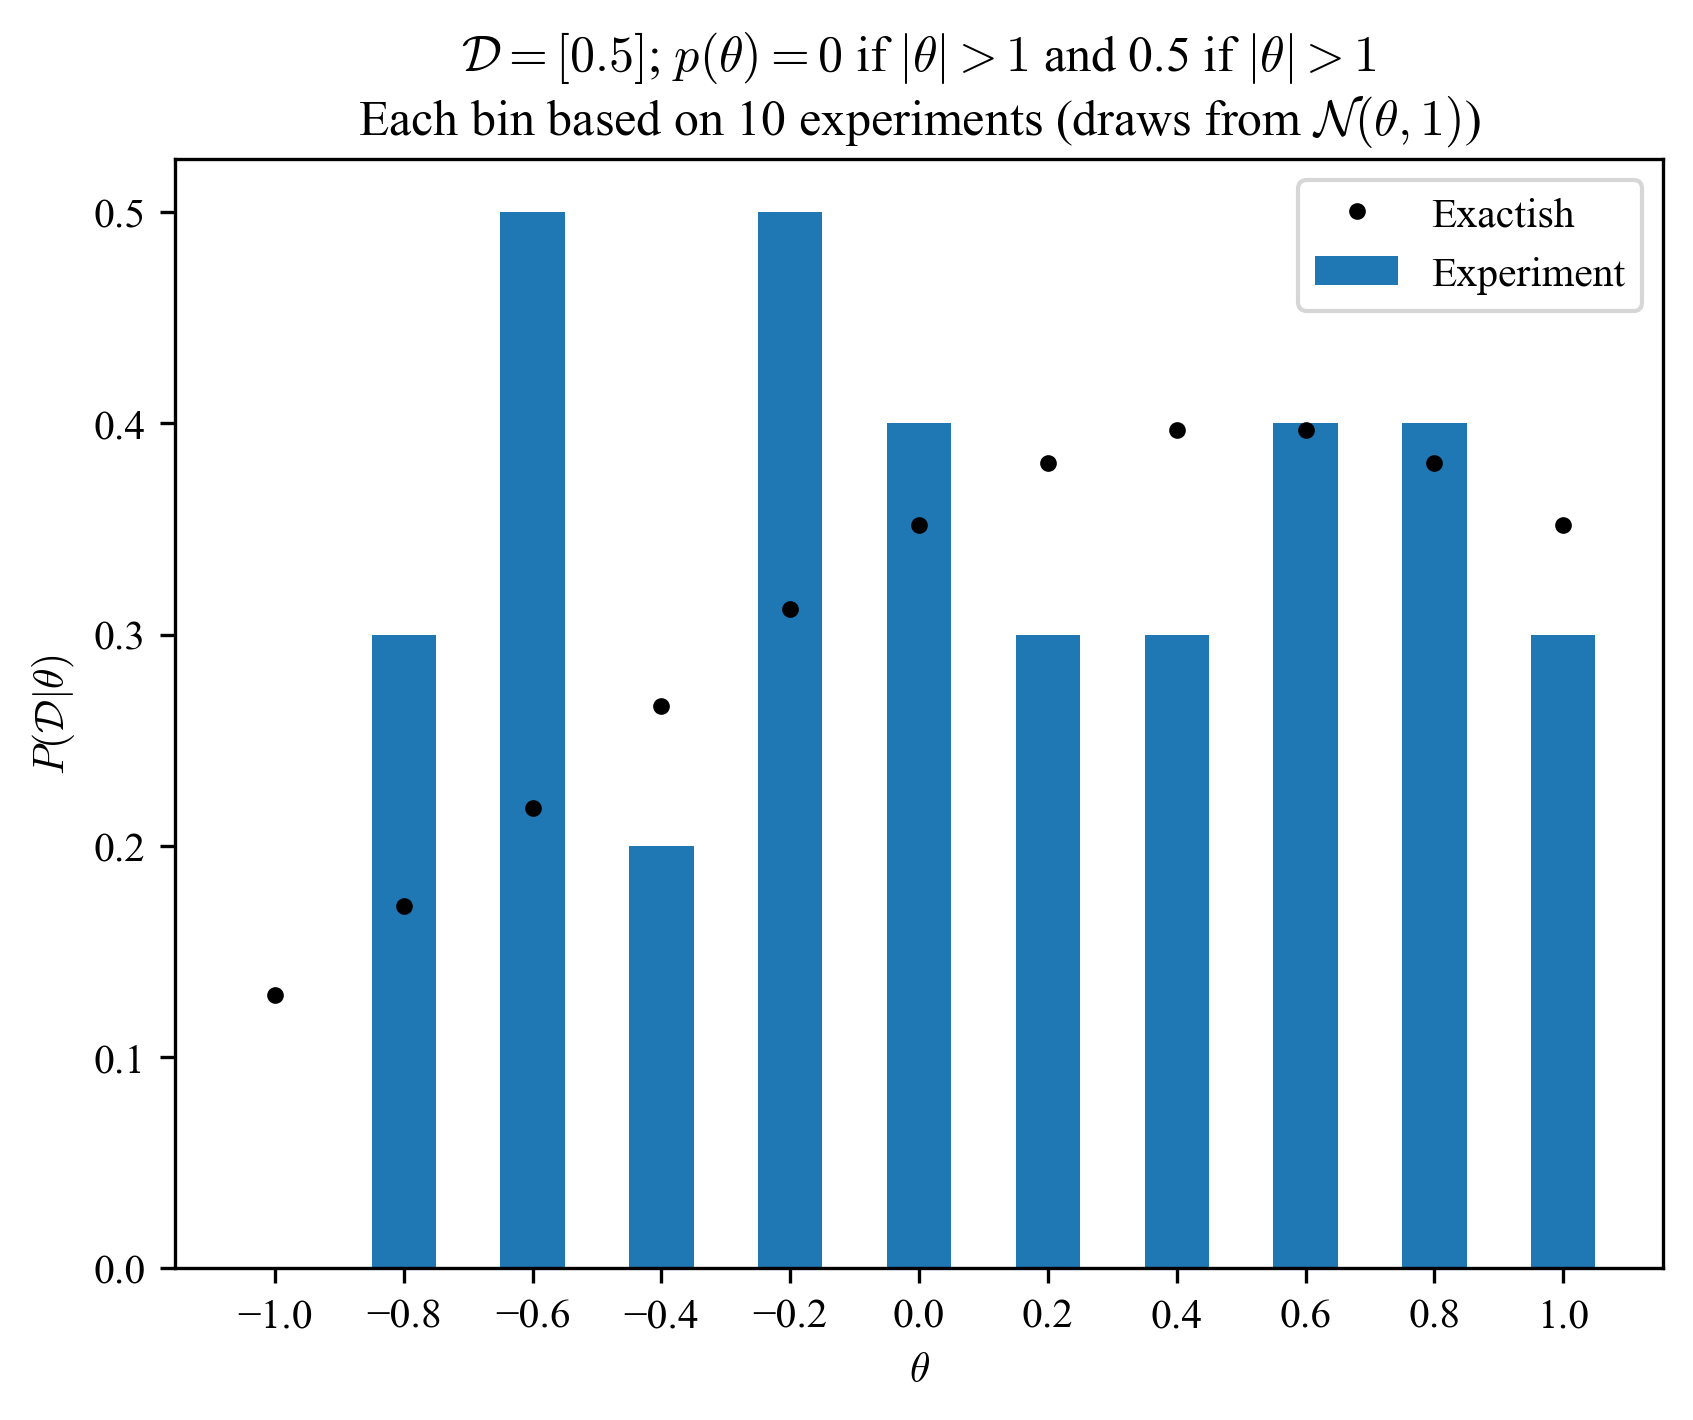 𝒟 = [0.5]; p(θ) = 0 if |θ| > 1 and 0.5 if |θ| > 1
Each bin based on 10 experiments (draws from 𝒩(θ, 1))
Exactish
Experiment
0.5
0.4
0.3
0.2
0.1
0.0
P(𝒟|θ)
−1.0 −0.8 −0.6 −0.4 −0.2 0.0 0.2 0.4 0.6 0.8 1.0
θ